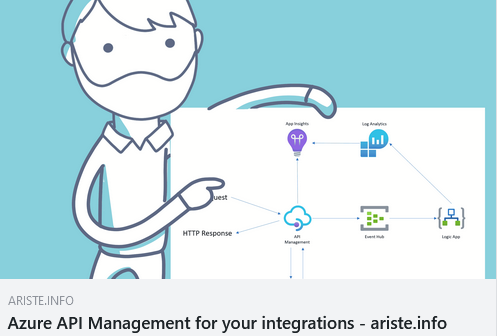 App Insights
Log Analytics
HTTP Response
API
Management
Event Hub
Logic App
ARISTE.INFO
Azure API Management for your integrations - ariste.info